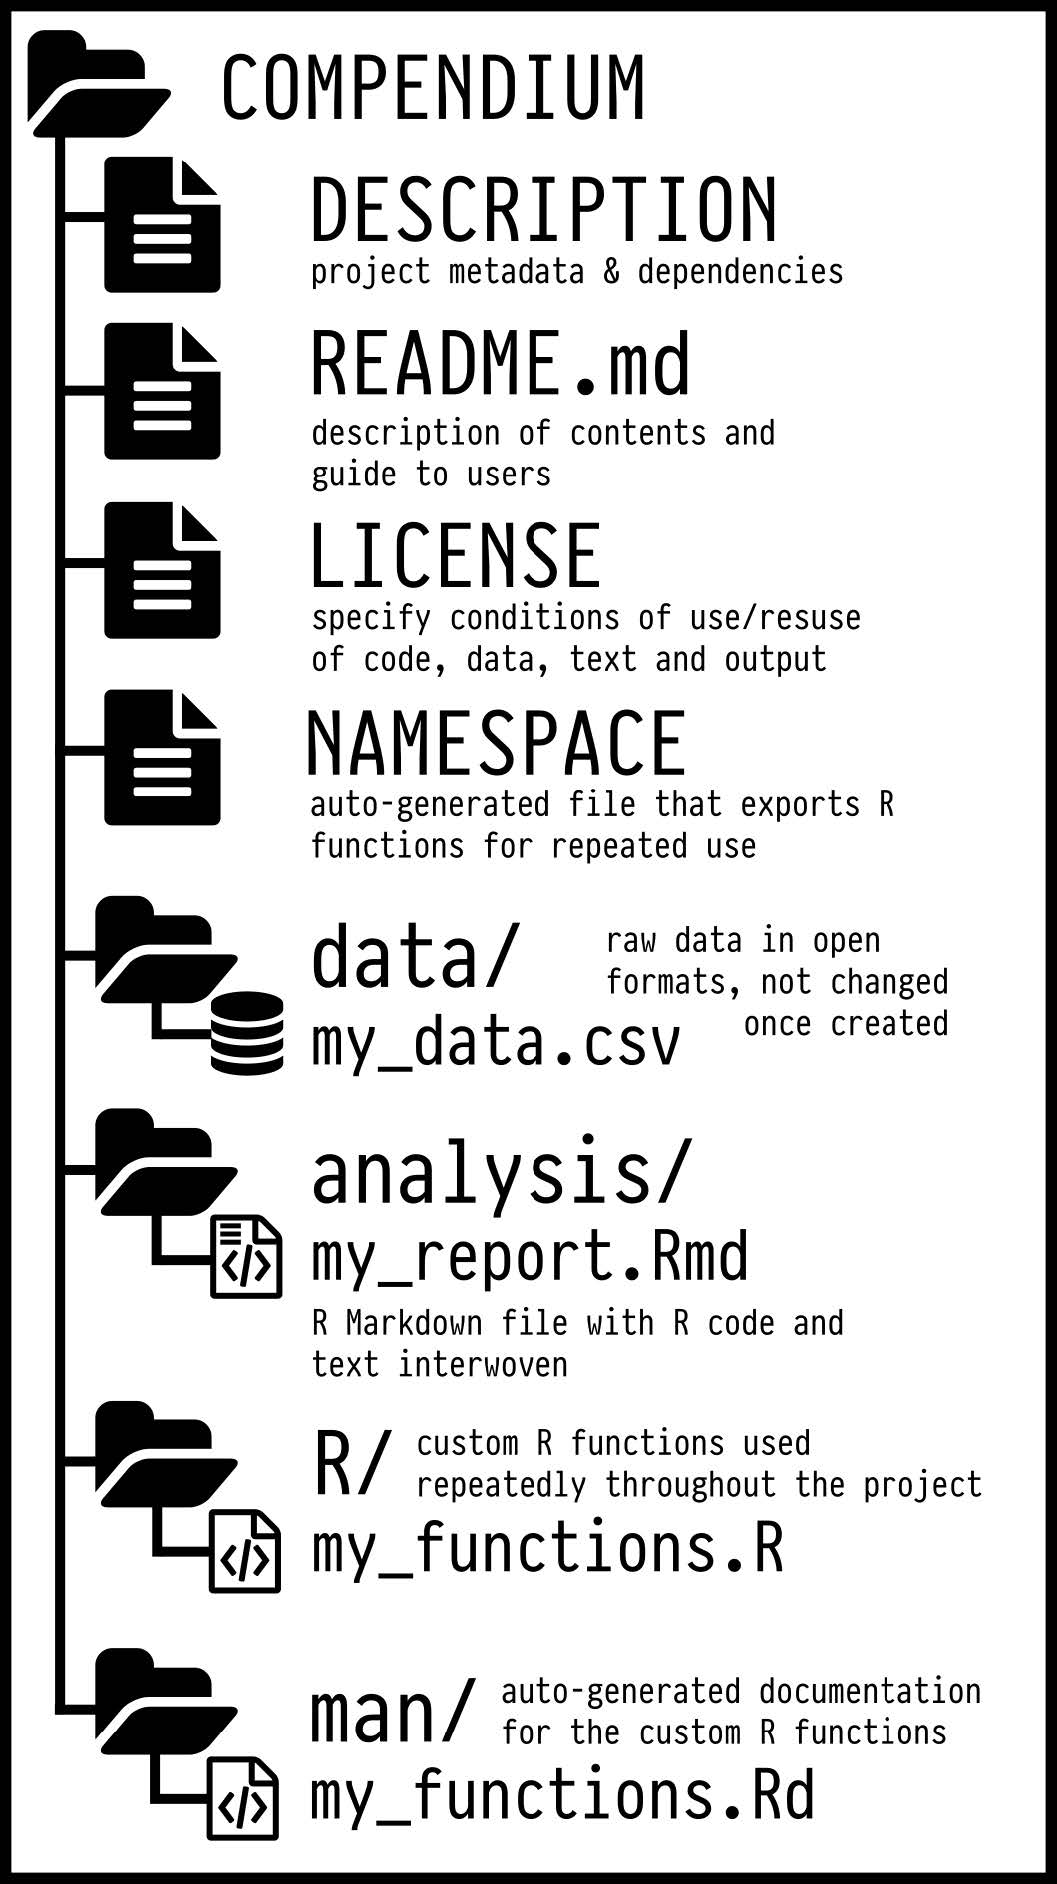 COMPENDIUM
DESCRIPTION
project metadata & dependencies
README.md
description of contents and
guide to users
LICENSE
specify conditions of use/resuse
of code, data, text and output
NAMESPACE
auto-generated file that exports R
functions for repeated use
data/
raw data in open
formats, not changed
once created
my_data.csv
analysis/
my_report.Rmd
R Markdown file with R code and
text interwoven
R/
custom R functions used
repeatedly throughout the project
my_functions.R
man/
auto-generated documentation
for the custom R functions
my_functions.Rd